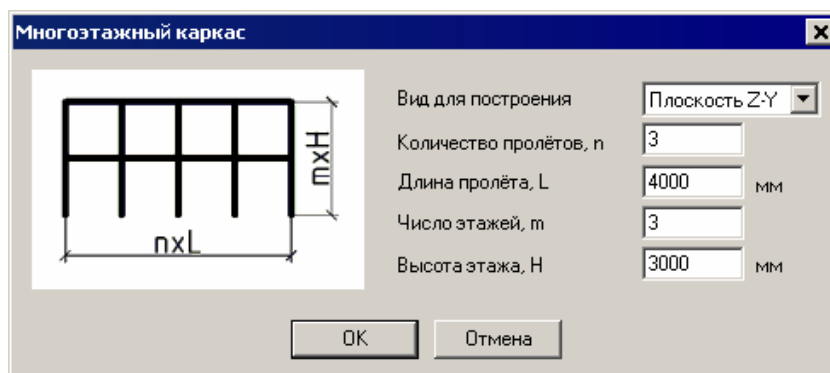 Многоэтажный каркас
mxH
nxL
Вид для построения Плоскость Z-Y
Количество пролётов, n 3
Длина пролёта, L 4000 мм
Число этажей, m 3
Высота этажа, H 3000 мм
OK Отмена